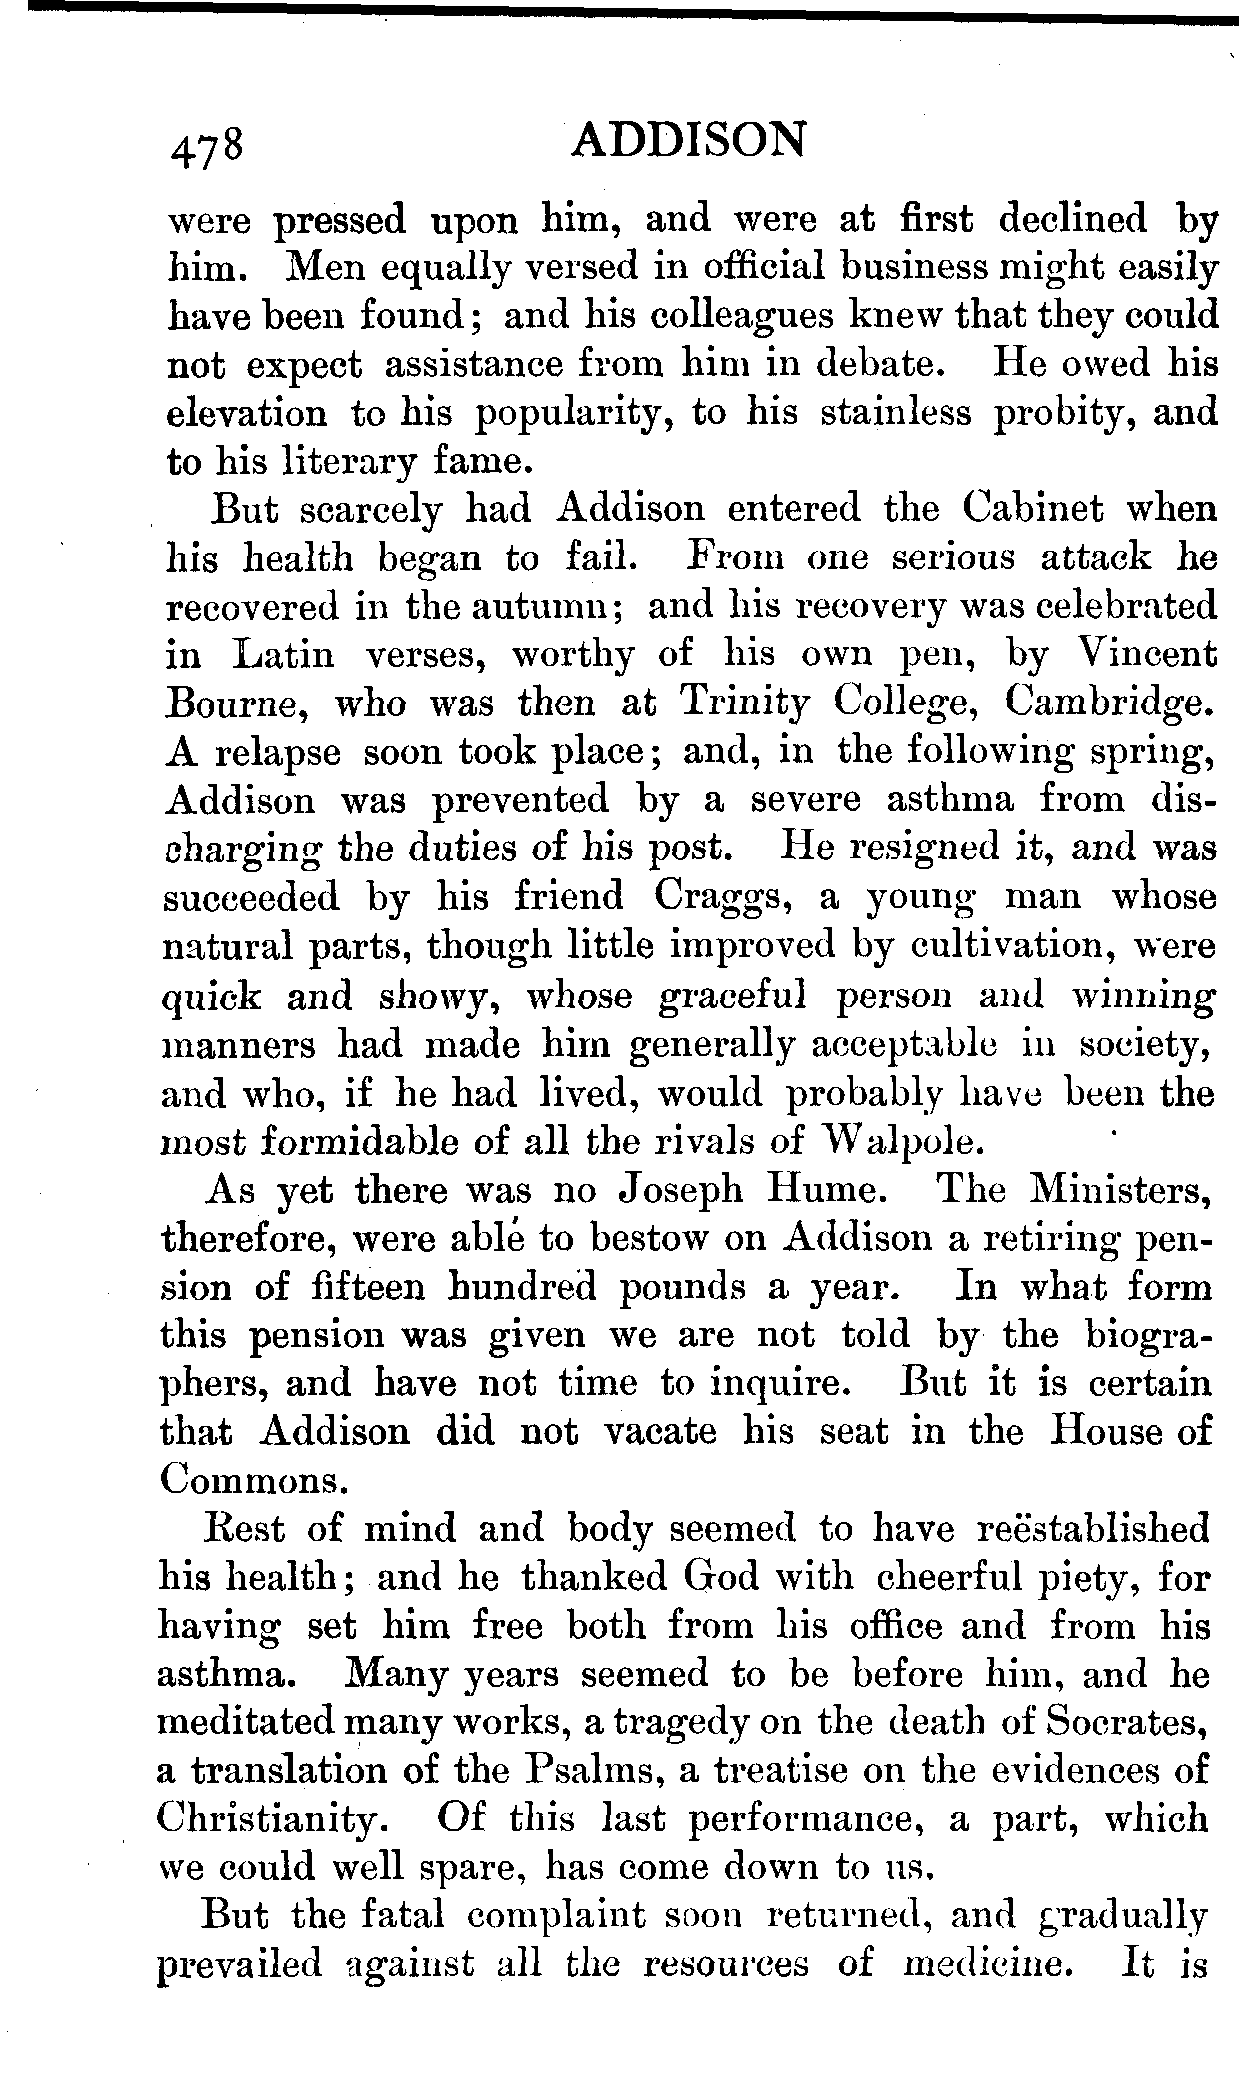 478 ADDISON
were pressed upon him, and were at first declined by
him. Men equally versed in official business might easily
have been found; and his colleagues knew that they could
not expect assistance from him in debate. He owed his
elevation to his popularity, to his stainless probity, and
to his literary fame.
But scarcely had Addison entered the Cabinet when
his health began to fail. From one serious attack he
recovered in the autumn; and his recovery was celebrated
in Latin verses, worthy of his own pen, by Vincent
Bourne, who was then at Trinity College, Cambridge.
A relapse soon took place; and, in the following spring,
Addison was prevented by a severe asthma from dis-
charging the duties of his post. He resigned it, and was
succeeded by his friend Craggs, a young man whose
natural parts, though little improved by cultivation, were
quick and showy, whose graceful person and winning
manners had made him generally acceptable in society,
and who, if he had lived, would probably have been the
most formidable of all the rivals of Walpole.
As yet there was no Joseph Hume. The Ministers,
therefore, were able to bestow on Addison a retiring pen-
sion of fifteen hundred pounds a year. In what form
this pension was given we are not told by the biogra-
phers, and have not time to inquire. But it is certain
that Addison did not vacate his seat in the House of
Commons.
Rest of mind and body seemed to have reëstablished
his health; and he thanked God with cheerful piety, for
having set him free both from his office and from his
asthma. Many years seemed to be before him, and he
meditated many works, a tragedy on the death of Socrates,
a translation of the Psalms, a treatise on the evidences of
Christianity. Of this last performance, a part, which
we could well spare, has come down to us.
But the fatal complaint soon returned, and gradually
prevailed against all the resources of medicine. It is